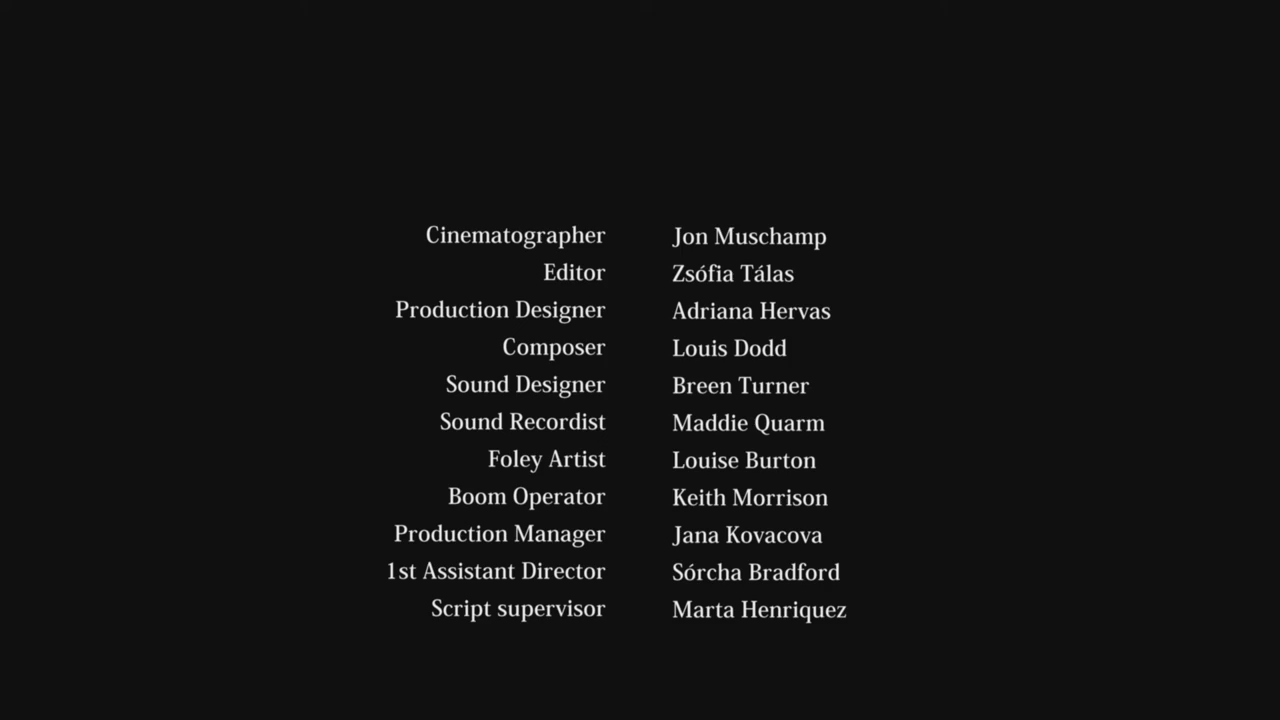 Cinematographer Jon Muschamp
Editor Zsófia Tálas
Production Designer Adriana Hervas
Composer Louis Dodd
Sound Designer Breen Turner
Sound Recordist Maddie Quarm
Foley Artist Louise Burton
Boom Operator Keith Morrison
Production Manager Jana Kovacova
1st Assistant Director Sórcha Bradford
Script supervisor Marta Henriquez